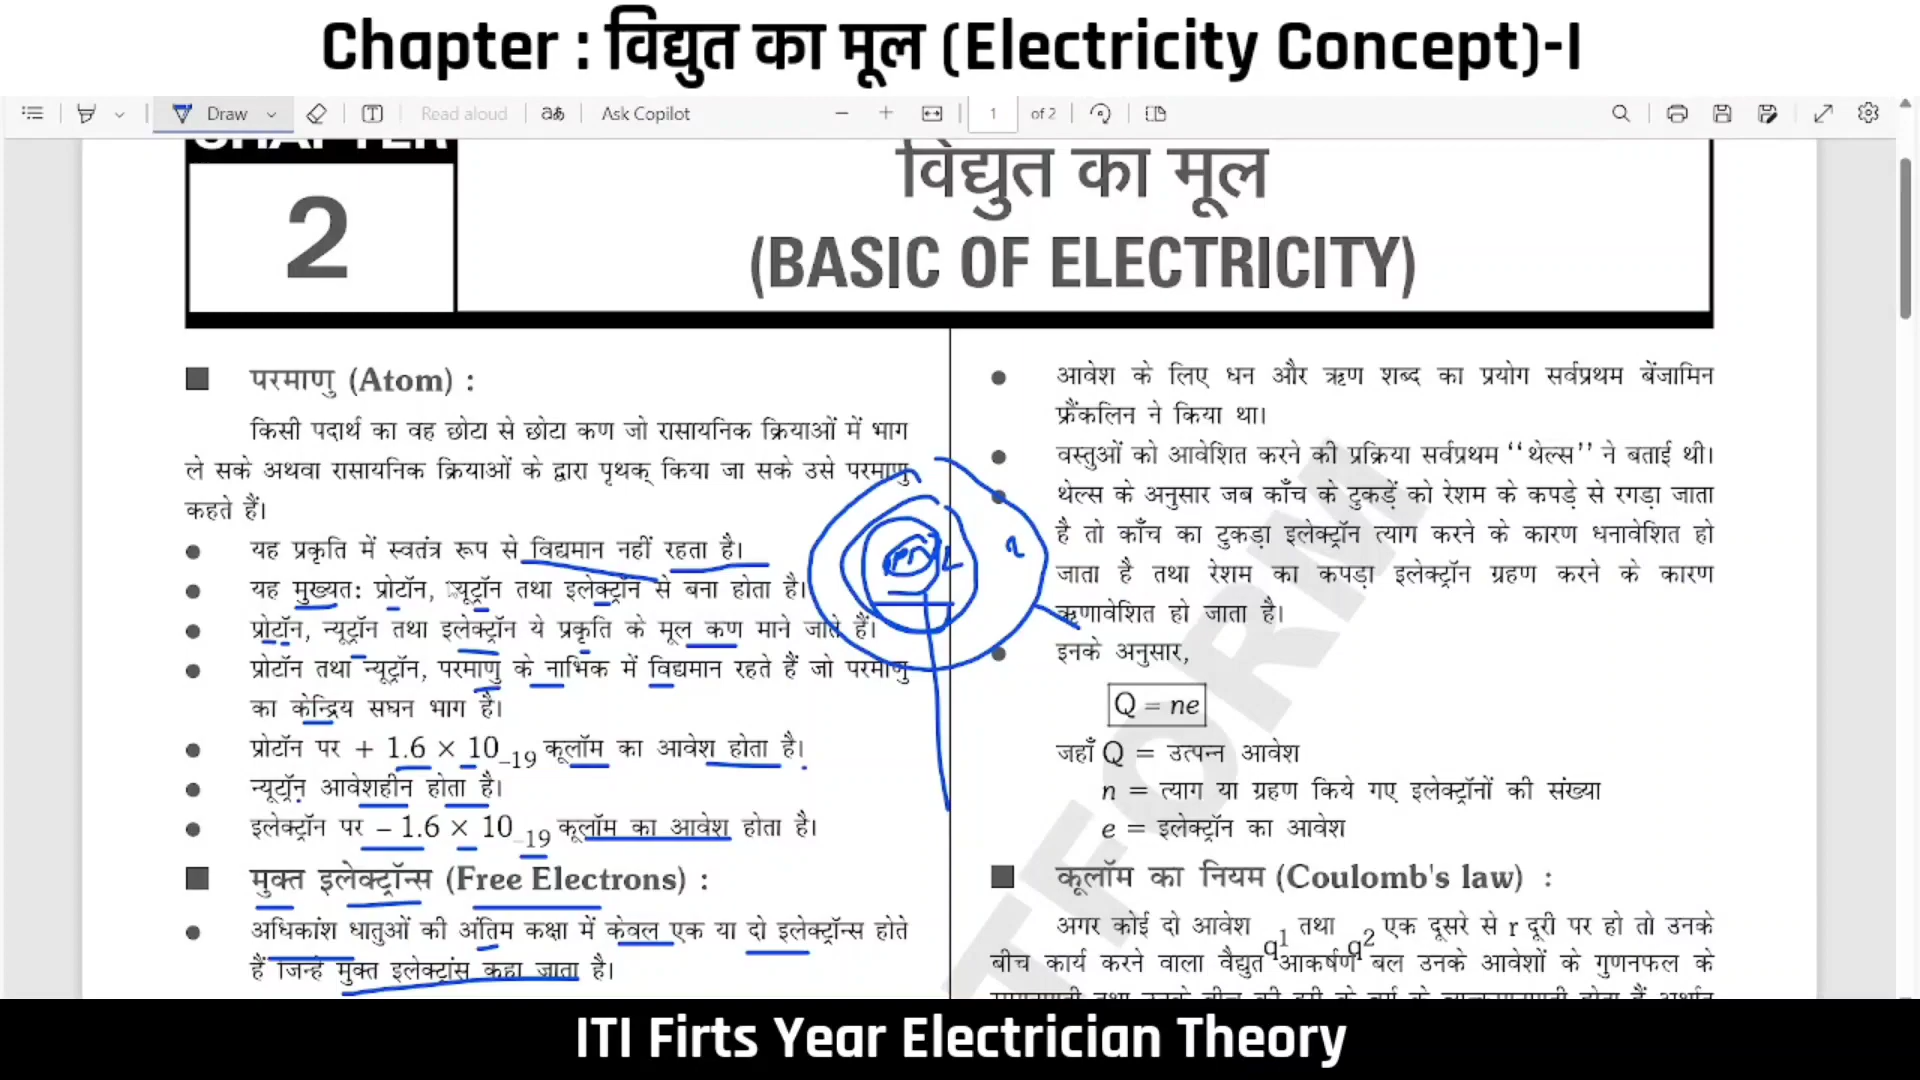 Chapter : विद्युत का मूल (Electricity Concept)-I
Draw
Read aloud
Ask Copilot
1
of 2
CHAPTER
2
विद्युत का मूल
(BASIC OF ELECTRICITY)
परमाणु (Atom) :
किसी पदार्थ का वह छोटा से छोटा कण जो रासायनिक क्रियाओं में भाग
ले सके अथवा रासायनिक क्रियाओं के द्वारा पृथक् किया जा सके उसे परमाणु
कहते हैं।
यह प्रकृति में स्वतंत्र रूप से विद्यमान नहीं रहता है।
यह मुख्यत: प्रोटॉन, न्यूट्रॉन तथा इलेक्ट्रॉन से बना होता है।
प्रोटॉन, न्यूट्रॉन तथा इलेक्ट्रॉन ये प्रकृति के मूल कण माने जाते हैं।
प्रोटॉन तथा न्यूट्रॉन, परमाणु के नाभिक में विद्यमान रहते हैं जो परमाणु
का केन्द्रिय सघन भाग है।
प्रोटॉन पर + 1.6 × 10-19 कूलॉम का आवेश होता है।
न्यूट्रॉन आवेशहीन होता है।
इलेक्ट्रॉन पर – 1.6 × 10-19 कूलॉम का आवेश होता है।
मुक्त इलेक्ट्रॉन्स (Free Electrons) :
अधिकांश धातुओं की अंतिम कक्षा में केवल एक या दो इलेक्ट्रॉन्स होते
हैं जिन्हे मुक्त इलेक्ट्रांस कहा जाता है।
आवेश के लिए धन और ऋण शब्द का प्रयोग सर्वप्रथम बेंजामिन
फ्रैंकलिन ने किया था।
वस्तुओं को आवेशित करने की प्रक्रिया सर्वप्रथम ‘‘थेल्स’’ ने बताई थी।
थेल्स के अनुसार जब काँच के टुकड़ें को रेशम के कपड़े से रगड़ा जाता
है तो काँच का टुकड़ा इलेक्ट्रॉन त्याग करने के कारण धनावेशित हो
जाता है तथा रेशम का कपड़ा इलेक्ट्रॉन ग्रहण करने के कारण
ऋणावेशित हो जाता है।
इनके अनुसार,
Q = ne
जहाँ Q = उत्पन्न आवेश
n = त्याग या ग्रहण किये गए इलेक्ट्रॉनों की संख्या
e = इलेक्ट्रॉन का आवेश
कूलॉम का नियम (Coulomb's law) :
अगर कोई दो आवेश q1 तथा q2 एक दूसरे से r दूरी पर हो तो उनके
बीच कार्य करने वाला वैद्युत आकर्षण बल उनके आवेशों के गुणनफल के
ITI Firts Year Electrician Theory